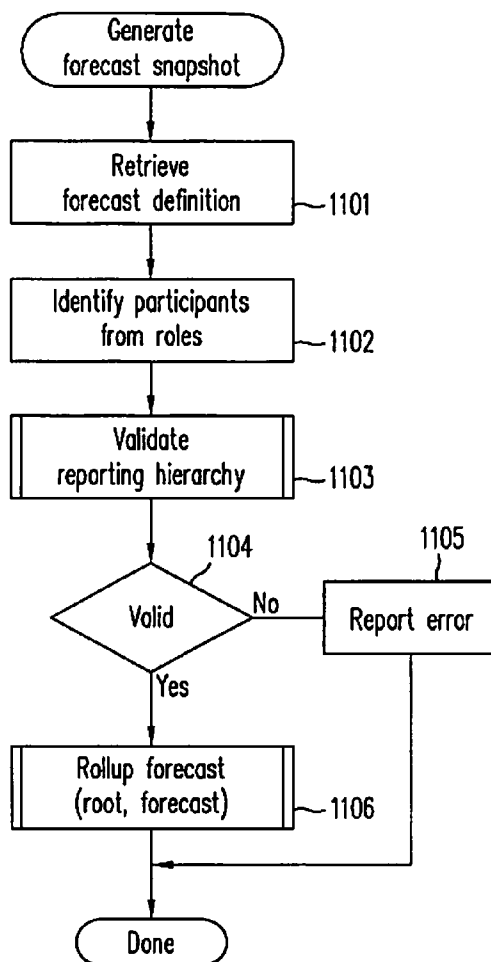 Generate
forecast snapshot
Retrieve
forecast definition
1101
Identify participants
from roles
1102
Validate
reporting hierarchy
1103
1104
Valid
No
1105
Report error
Yes
Rollup forecast
(root, forecast)
1106
Done